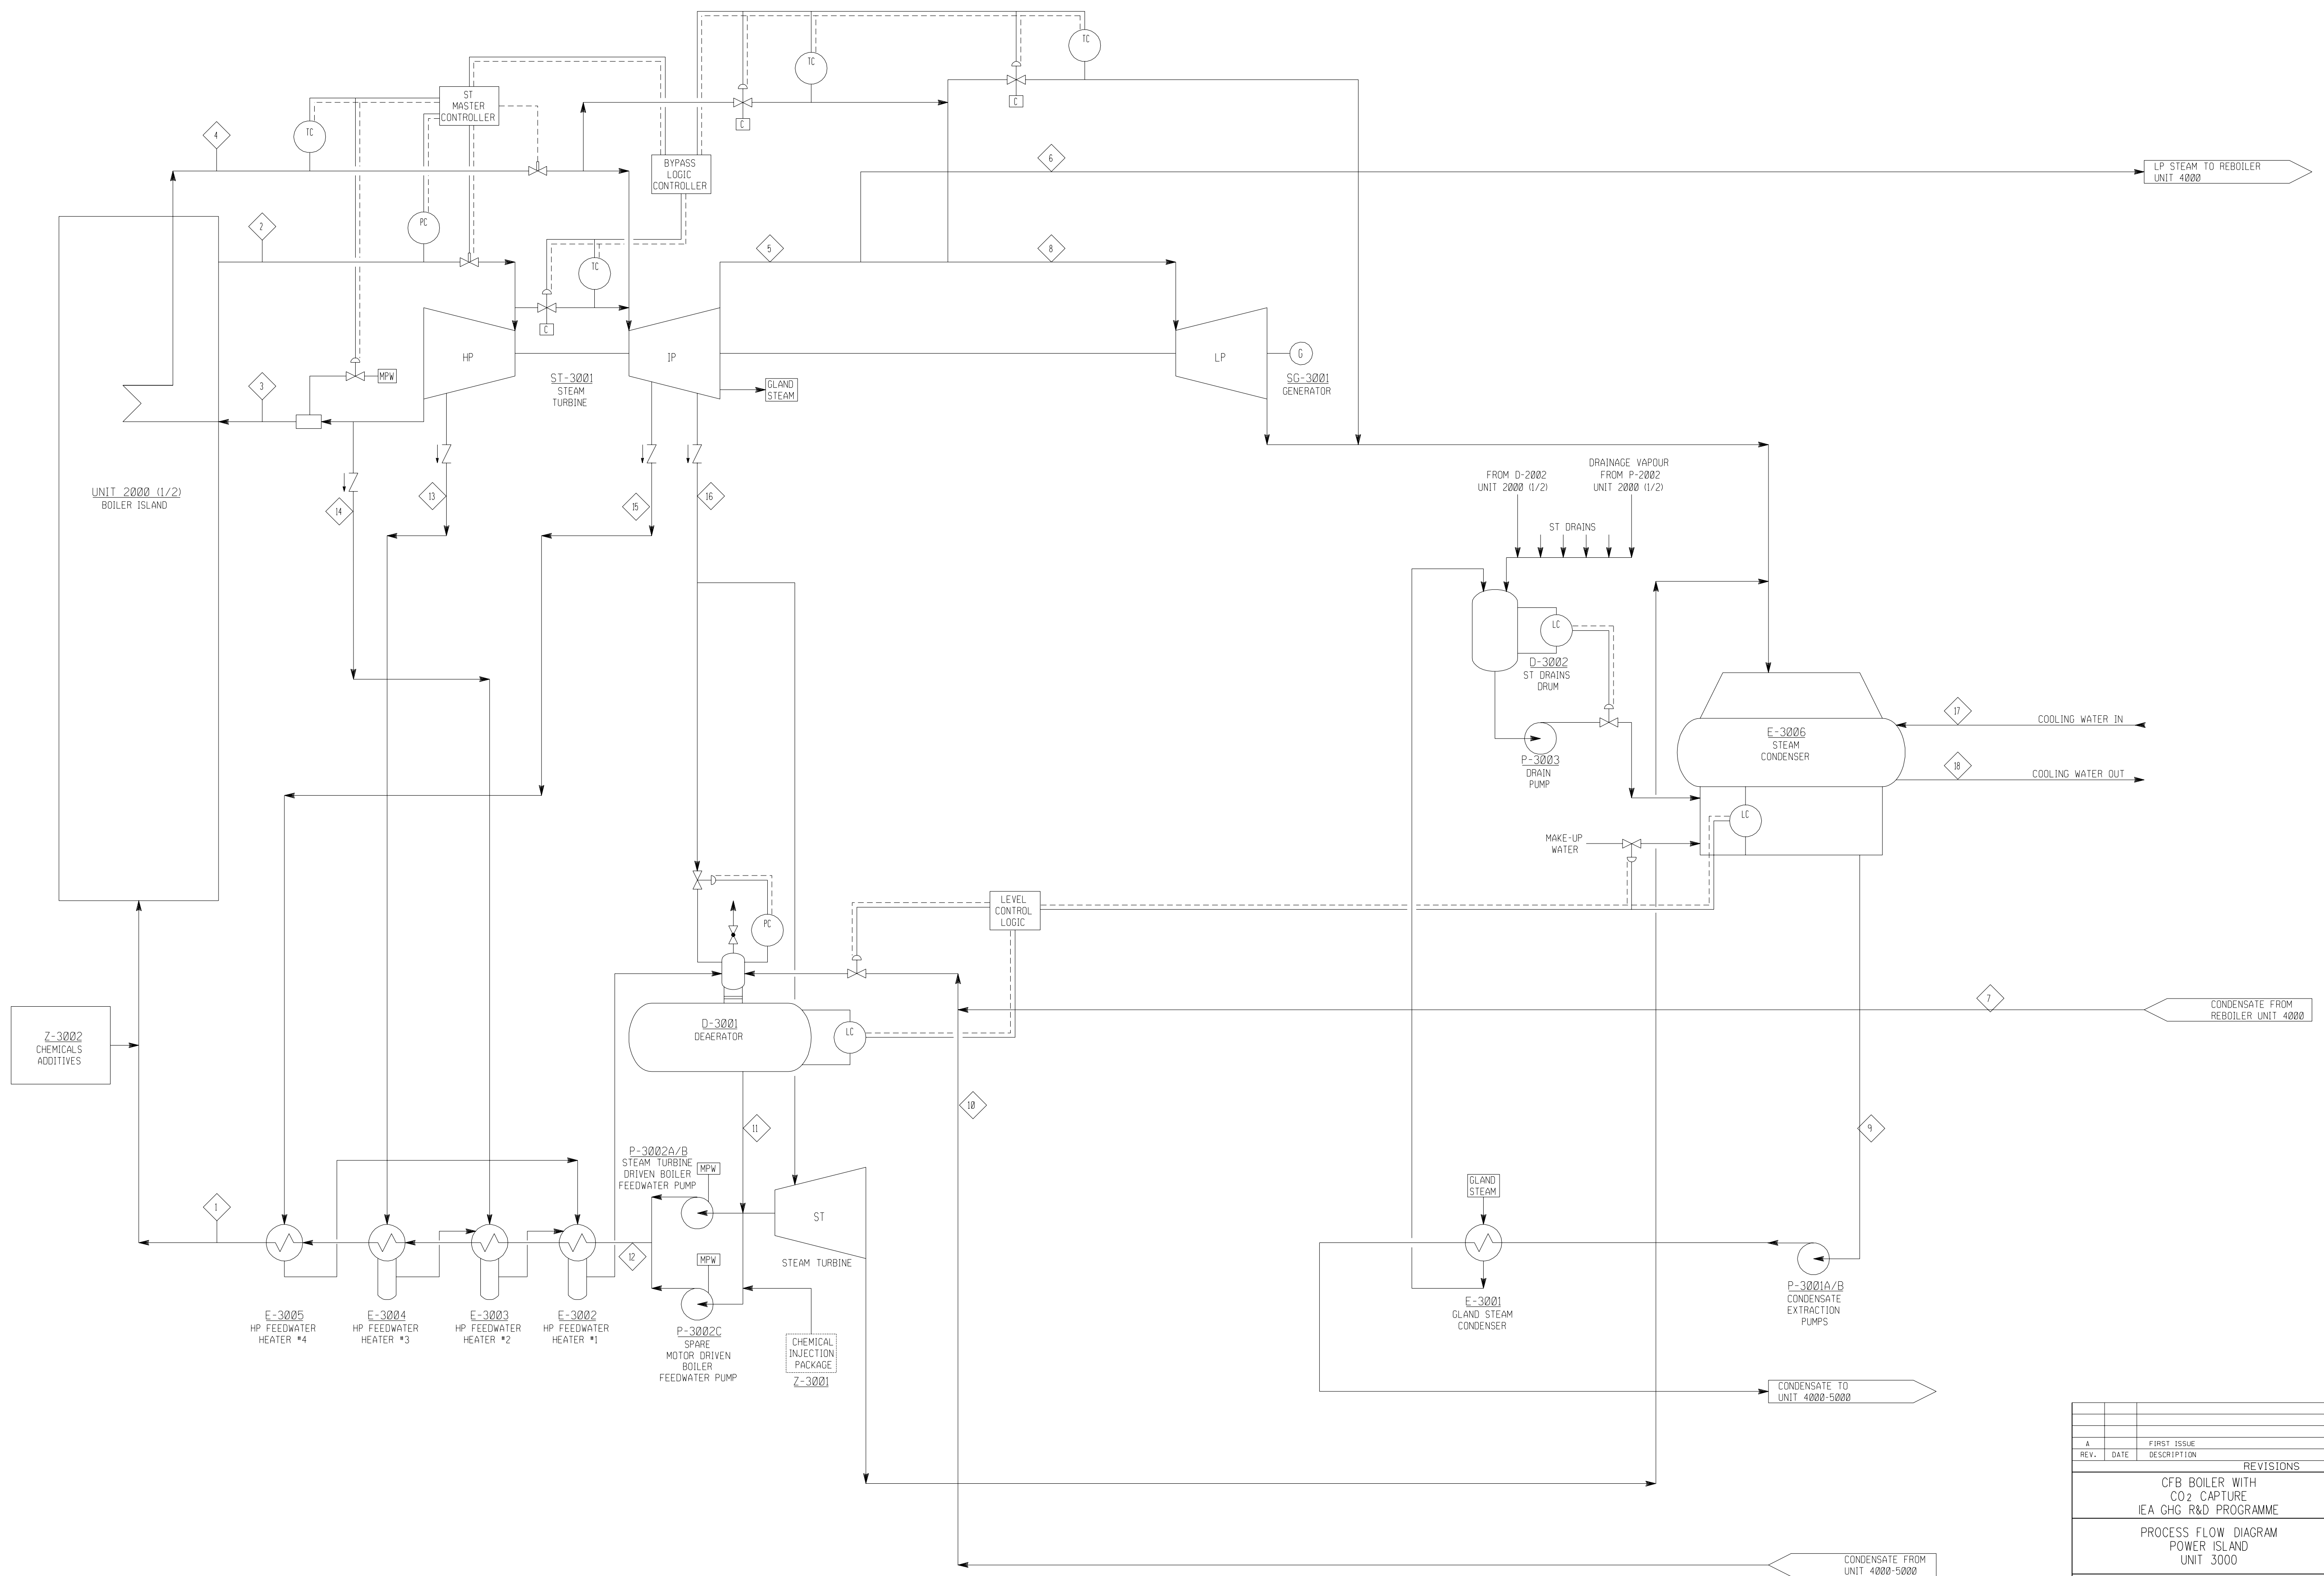 TC
TC
TC
ST
MASTER
CONTROLLER
C
C
4
BYPASS
LOGIC
CONTROLLER
6
LP STEAM TO REBOILER
UNIT 4000
2
PC
5
8
TC
C
HP
IP
LP
G
MPW
3
ST-3001
STEAM
TURBINE
GLAND
STEAM
SG-3001
GENERATOR
UNIT 2000 (1/2)
BOILER ISLAND
14
13
15
16
FROM D-2002
UNIT 2000 (1/2)
DRAINAGE VAPOUR
FROM P-2002
UNIT 2000 (1/2)
ST DRAINS
LC
D-3002
ST DRAINS
DRUM
P-3003
DRAIN
PUMP
E-3006
STEAM
CONDENSER
17
COOLING WATER IN
18
COOLING WATER OUT
LC
MAKE-UP
WATER
LEVEL
CONTROL
LOGIC
PC
D-3001
DEAERATOR
LC
7
CONDENSATE FROM
REBOILER UNIT 4000
Z-3002
CHEMICALS
ADDITIVES
10
11
9
P-3002A/B
STEAM TURBINE
DRIVEN BOILER
FEEDWATER PUMP
MPW
1
12
ST
STEAM TURBINE
MPW
GLAND
STEAM
E-3005
HP FEEDWATER
HEATER #4
E-3004
HP FEEDWATER
HEATER #3
E-3003
HP FEEDWATER
HEATER #2
E-3002
HP FEEDWATER
HEATER #1
P-3002C
SPARE
MOTOR DRIVEN
BOILER
FEEDWATER PUMP
CHEMICAL
INJECTION
PACKAGE
Z-3001
E-3001
GLAND STEAM
CONDENSER
P-3001A/B
CONDENSATE
EXTRACTION
PUMPS
CONDENSATE TO
UNIT 4000-5000
CONDENSATE FROM
UNIT 4000-5000
A FIRST ISSUE
REV. DATE DESCRIPTION
REVISIONS
CFB BOILER WITH
CO2 CAPTURE
IEA GHG R&D PROGRAMME
PROCESS FLOW DIAGRAM
POWER ISLAND
UNIT 3000